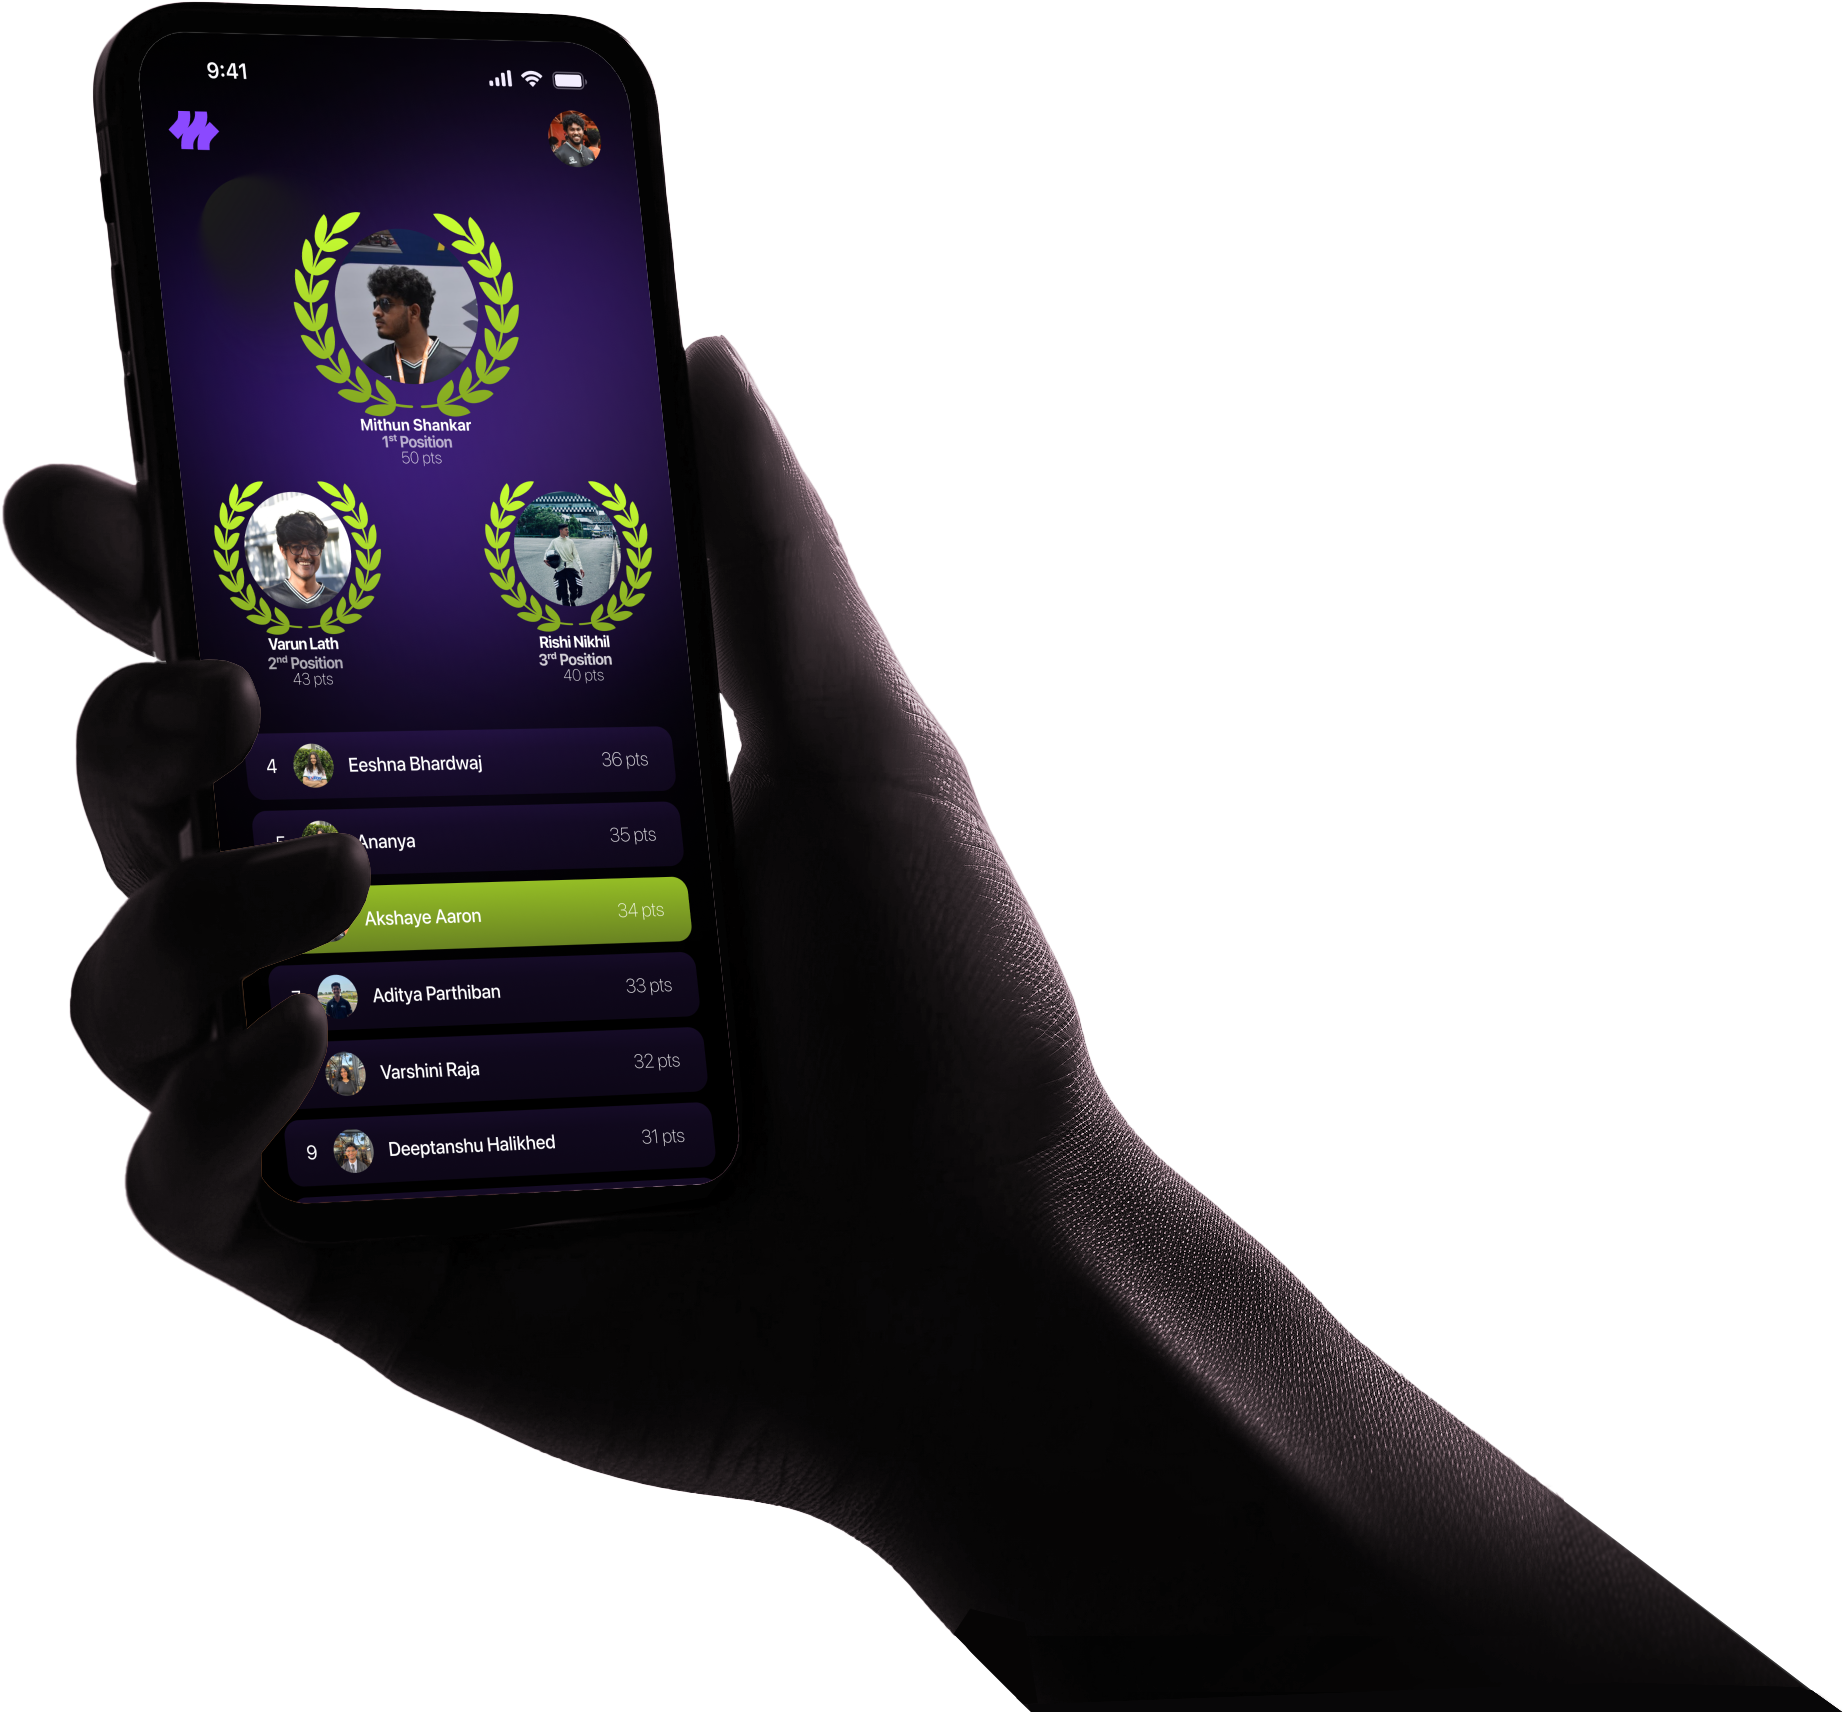 9:41
Mithun Shankar
1st Position
50 pts
Varun Lath
2nd Position
43 pts
Rishi Nikhil
3rd Position
40 pts
4 Eeshna Bhardwaj 36 pts
Ananya 35 pts
Akshaye Aaron 34 pts
Aditya Parthiban 33 pts
Varshini Raja 32 pts
9 Deeptanshu Halikhed 31 pts